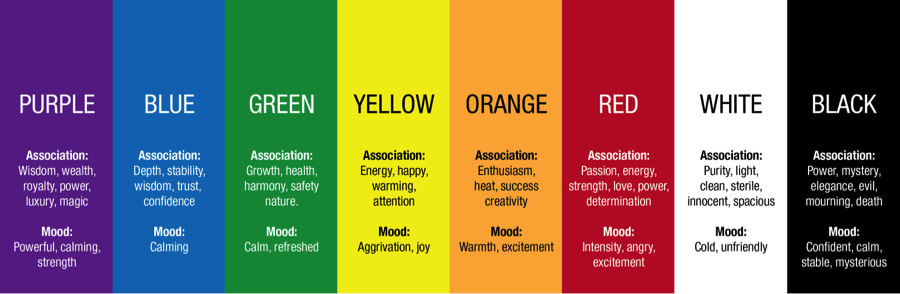 PURPLE
Association:
Wisdom, wealth,
royalty, power,
luxury, magic
Mood:
Powerful, calming,
strength
BLUE
Association:
Depth, stability,
wisdom, trust,
confidence
Mood:
Calming
GREEN
Association:
Growth, health,
harmony, safety
nature.
Mood:
Calm, refreshed
YELLOW
Association:
Energy, happy,
warming,
attention
Mood:
Aggrivation, joy
ORANGE
Association:
Enthusiasm,
heat, success
creativity
Mood:
Warmth, excitement
RED
Association:
Passion, energy,
strength, love, power,
determination
Mood:
Intensity, angry,
excitement
WHITE
Association:
Purity, light,
clean, sterile,
innocent, spacious
Mood:
Cold, unfriendly
BLACK
Association:
Power, mystery,
elegance, evil,
mourning, death
Mood:
Confident, calm,
stable, mysterious